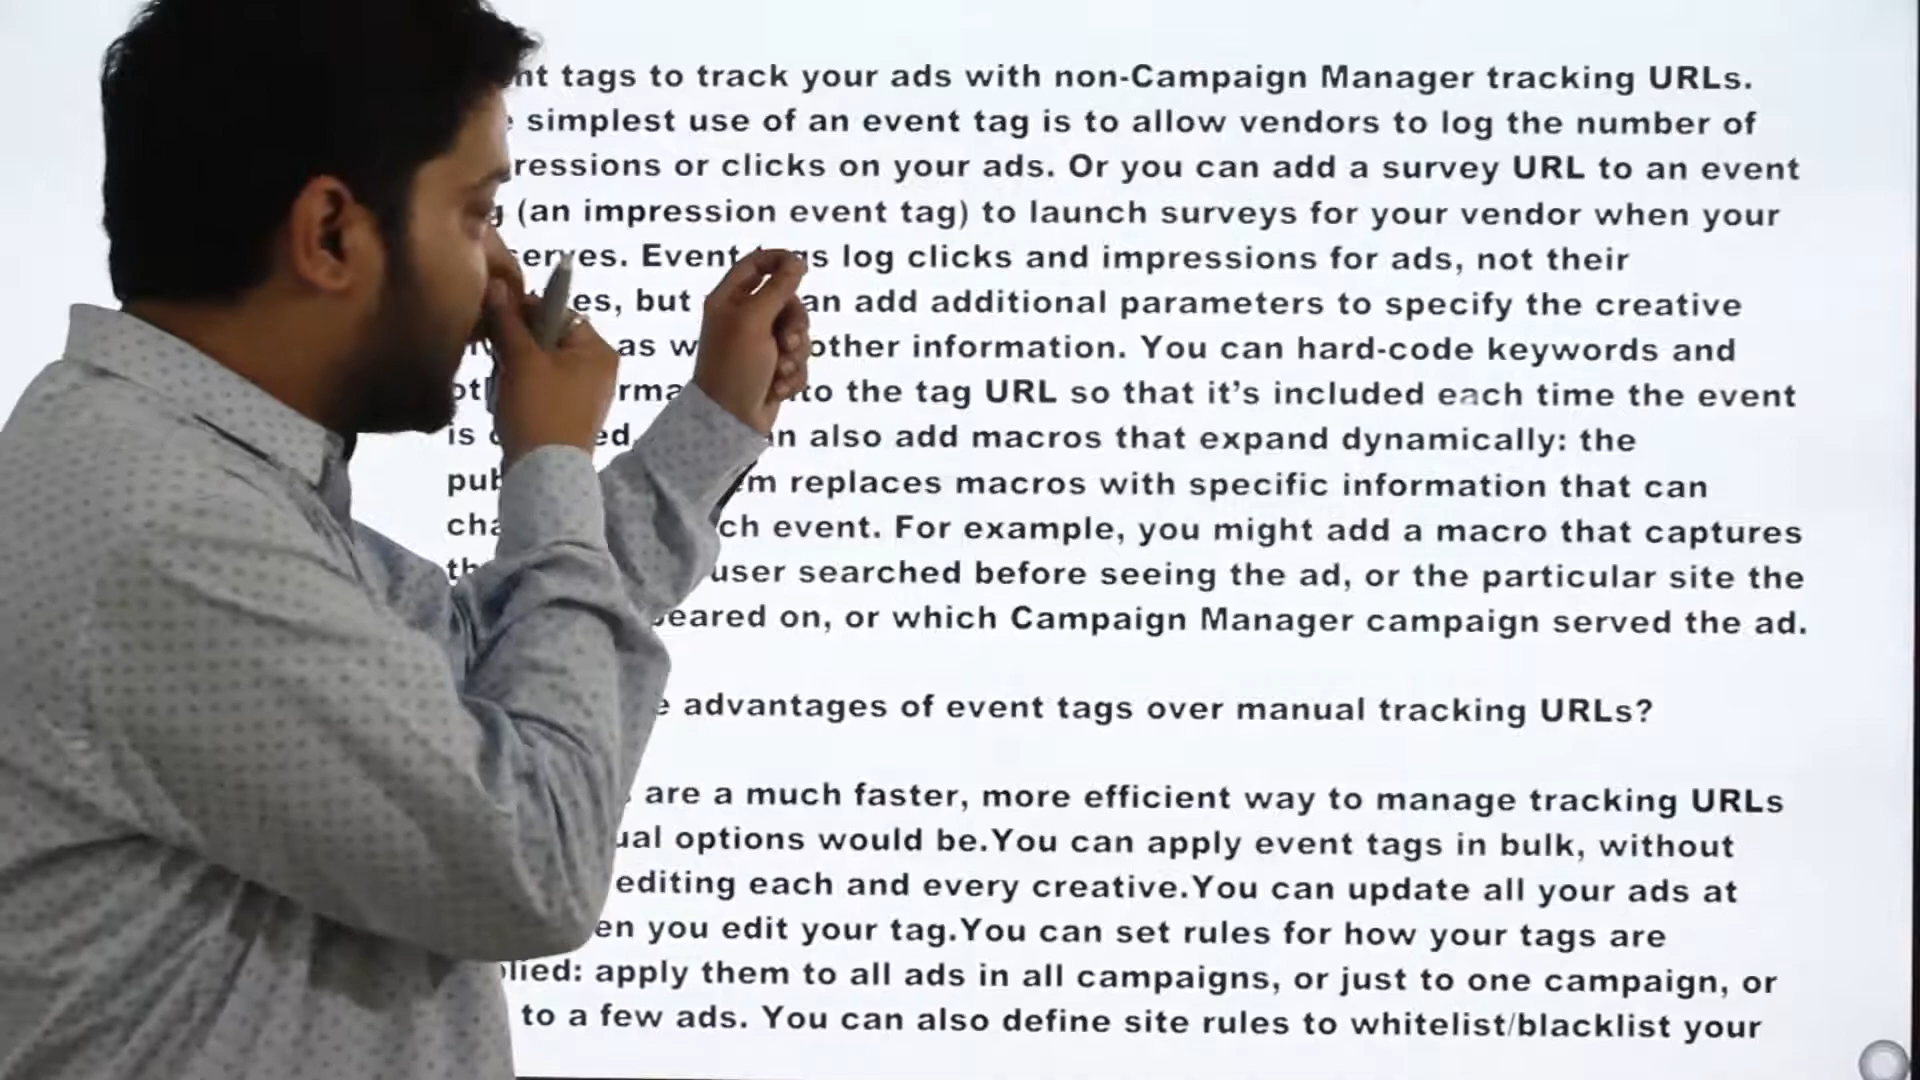 tags to track your ads with non-Campaign Manager tracking URLs.
simplest use of an event tag is to allow vendors to log the number of
or clicks on your ads. Or you can add a survey URL to an event
(an impression event tag) to launch surveys for your vendor when your
Event log clicks and impressions for ads, not their
but add additional parameters to specify the creative
as other information. You can hard-code keywords and
the tag URL so that it’s included each time the event
is also add macros that expand dynamically: the
replaces macros with specific information that can
event. For example, you might add a macro that captures
user searched before seeing the ad, or the particular site the
on, or which Campaign Manager campaign served the ad.
advantages of event tags over manual tracking URLs?
are a much faster, more efficient way to manage tracking URLs
options would be.You can apply event tags in bulk, without
editing each and every creative.You can update all your ads at
you edit your tag.You can set rules for how your tags are
apply them to all ads in all campaigns, or just to one campaign, or
to a few ads. You can also define site rules to whitelist/blacklist your